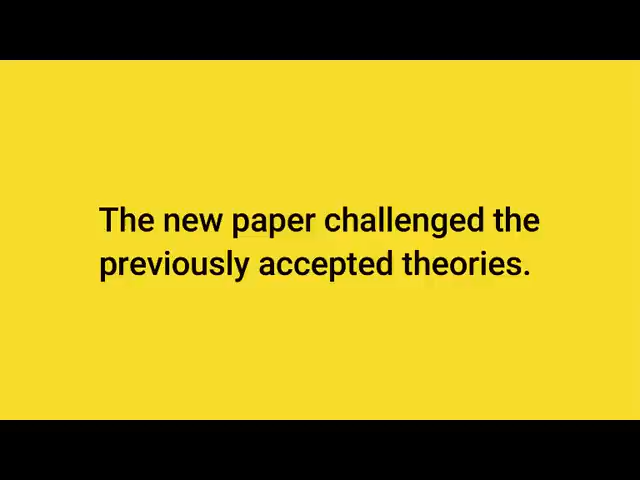 The new paper challenged the
previously accepted theories.